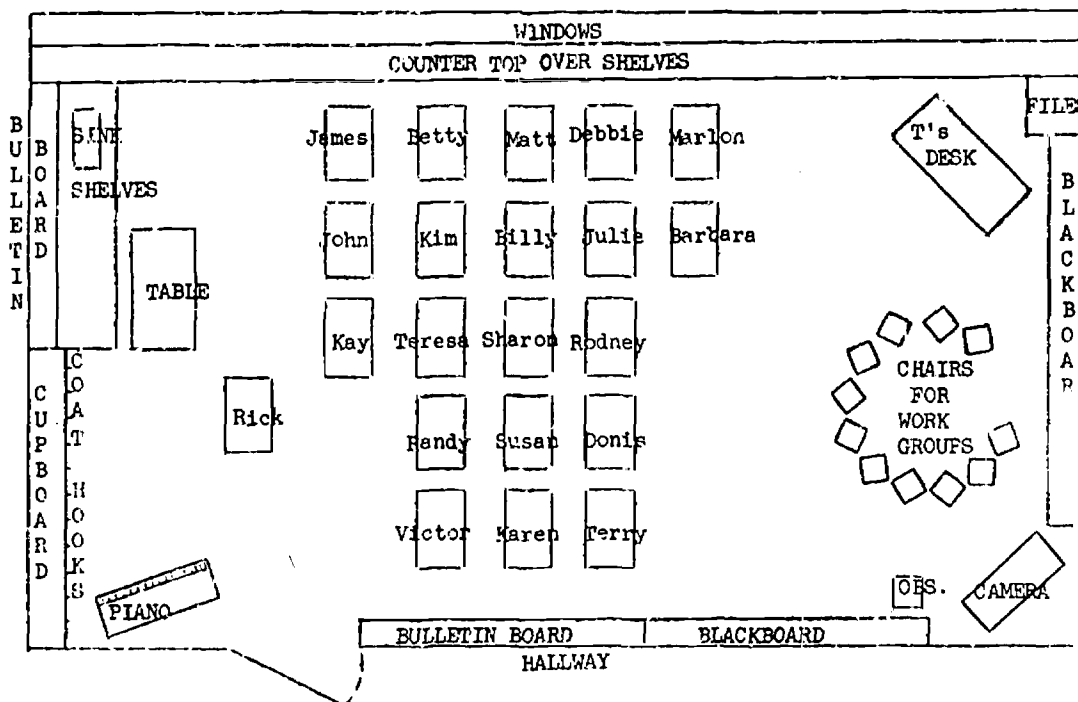 WINDOWS
COUNTER TOP OVER SHELVES
BULLETIN
BOARD
SINK
SHELVES
TABLE
James Betty Matt Debbie Marlon
T's
DESK
FILE
John Kim Billy Julie Barbara
Kay Teresa Sharon Rodney
Rick
Randy Susan Donis
Victor Karen Terry
BLACKBOAR
CHAIRS
FOR
WORK
GROUFS
CUPBOARD
COAT HOOKS
PIANO
OBS.
CAMERA
BULLETIN BOARD
BLACKBOARD
HALLWAY